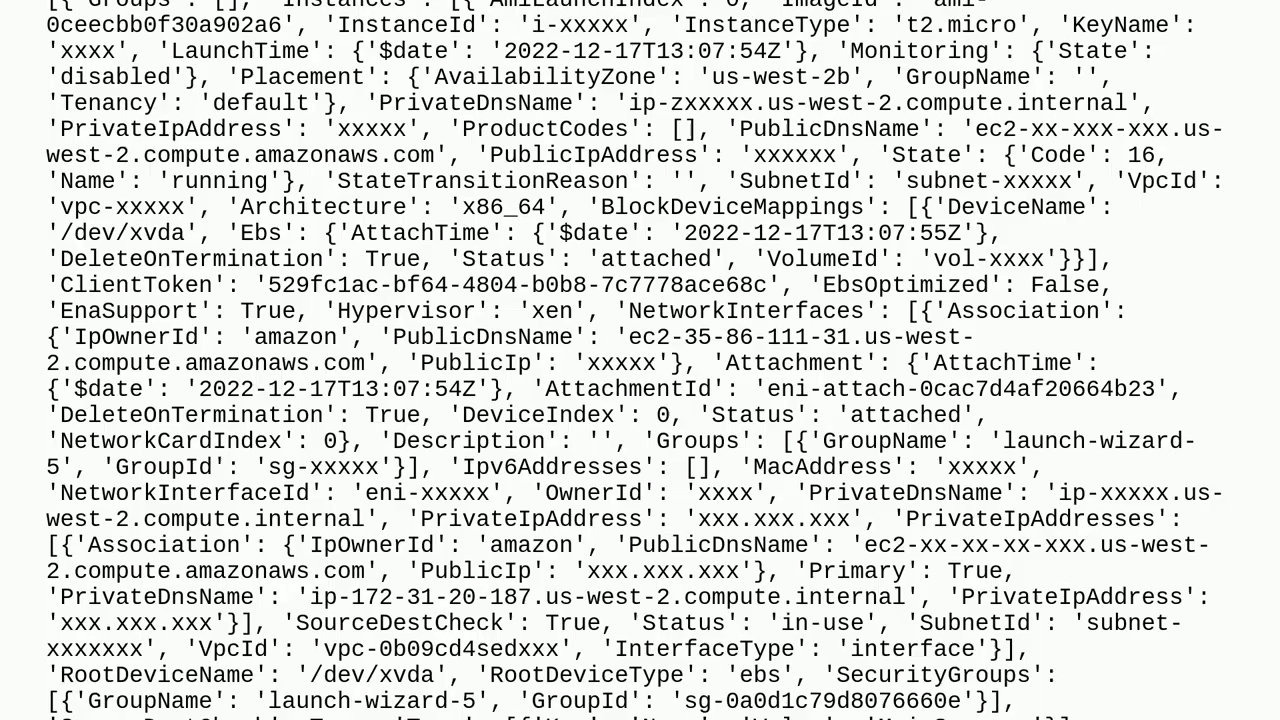 [{'Groups': [], 'Instances': [{'AmiLaunchIndex': 0, 'ImageId': 'ami-
0ceecbb0f30a902a6', 'InstanceId': 'i-xxxxx', 'InstanceType': 't2.micro', 'KeyName':
'xxxx', 'LaunchTime': {'$date': '2022-12-17T13:07:54Z'}, 'Monitoring': {'State':
'disabled'}, 'Placement': {'AvailabilityZone': 'us-west-2b', 'GroupName': '',
'Tenancy': 'default'}, 'PrivateDnsName': 'ip-zxxxxx.us-west-2.compute.internal',
'PrivateIpAddress': 'xxxxx', 'ProductCodes': [], 'PublicDnsName': 'ec2-xx-xxx-xxx.us-
west-2.compute.amazonaws.com', 'PublicIpAddress': 'xxxxxx', 'State': {'Code': 16,
'Name': 'running'}, 'StateTransitionReason': '', 'SubnetId': 'subnet-xxxxx', 'VpcId':
'vpc-xxxxx', 'Architecture': 'x86_64', 'BlockDeviceMappings': [{'DeviceName':
'/dev/xvda', 'Ebs': {'AttachTime': {'$date': '2022-12-17T13:07:55Z'},
'DeleteOnTermination': True, 'Status': 'attached', 'VolumeId': 'vol-xxxx'}}],
'ClientToken': '529fc1ac-bf64-4804-b0b8-7c7778ace68c', 'EbsOptimized': False,
'EnaSupport': True, 'Hypervisor': 'xen', 'NetworkInterfaces': [{'Association':
{'IpOwnerId': 'amazon', 'PublicDnsName': 'ec2-35-86-111-31.us-west-
2.compute.amazonaws.com', 'PublicIp': 'xxxxx'}, 'Attachment': {'AttachTime':
{'$date': '2022-12-17T13:07:54Z'}, 'AttachmentId': 'eni-attach-0cac7d4af20664b23',
'DeleteOnTermination': True, 'DeviceIndex': 0, 'Status': 'attached',
'NetworkCardIndex': 0}, 'Description': '', 'Groups': [{'GroupName': 'launch-wizard-
5', 'GroupId': 'sg-xxxxx'}], 'Ipv6Addresses': [], 'MacAddress': 'xxxxx',
'NetworkInterfaceId': 'eni-xxxxx', 'OwnerId': 'xxxx', 'PrivateDnsName': 'ip-xxxxx.us-
west-2.compute.internal', 'PrivateIpAddress': 'xxx.xxx.xxx', 'PrivateIpAddresses':
[{'Association': {'IpOwnerId': 'amazon', 'PublicDnsName': 'ec2-xx-xx-xx-xxx.us-west-
2.compute.amazonaws.com', 'PublicIp': 'xxx.xxx.xxx'}, 'Primary': True,
'PrivateDnsName': 'ip-172-31-20-187.us-west-2.compute.internal', 'PrivateIpAddress':
'xxx.xxx.xxx'}], 'SourceDestCheck': True, 'Status': 'in-use', 'SubnetId': 'subnet-
xxxxxxx', 'VpcId': 'vpc-0b09cd4sedxxx', 'InterfaceType': 'interface'}],
'RootDeviceName': '/dev/xvda', 'RootDeviceType': 'ebs', 'SecurityGroups':
[{'GroupName': 'launch-wizard-5', 'GroupId': 'sg-0a0d1c79d8076660e'}],